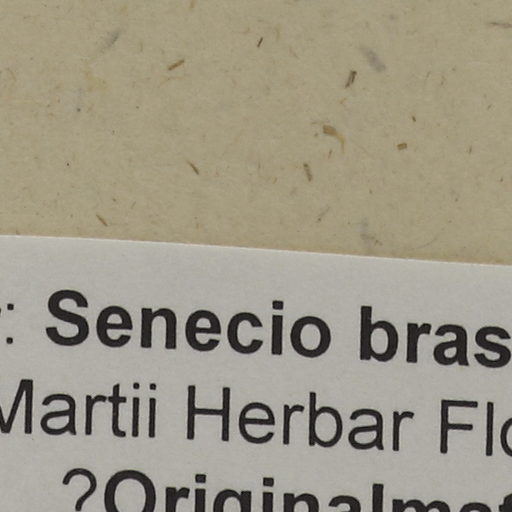 : Senecio bras
Martii Herbar Flo
?Originalmat